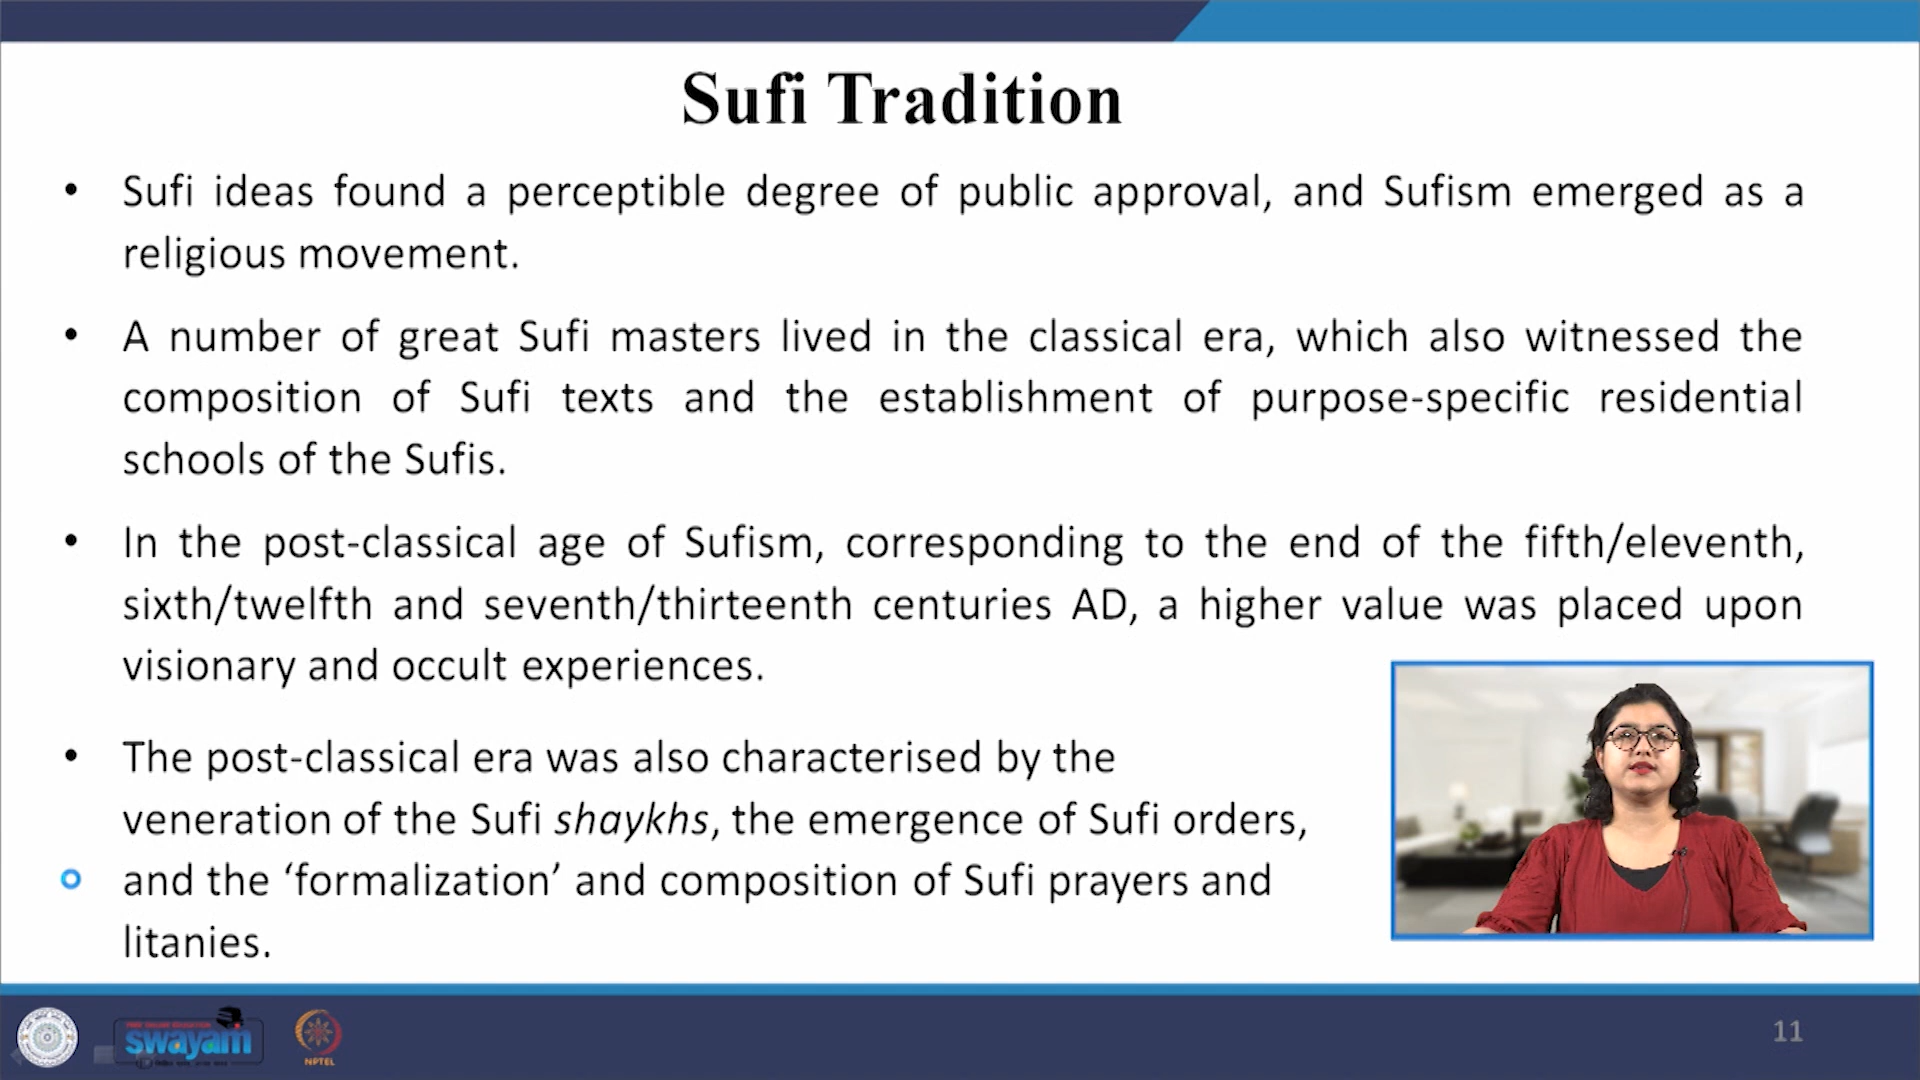 Sufi Tradition
• Sufi ideas found a perceptible degree of public approval, and Sufism emerged as a
religious movement.
• A number of great Sufi masters lived in the classical era, which also witnessed the
composition of Sufi texts and the establishment of purpose-specific residential
schools of the Sufis.
• In the post-classical age of Sufism, corresponding to the end of the fifth/eleventh,
sixth/twelfth and seventh/thirteenth centuries AD, a higher value was placed upon
visionary and occult experiences.
• The post-classical era was also characterised by the
veneration of the Sufi shaykhs, the emergence of Sufi orders,
and the ‘formalization’ and composition of Sufi prayers and
litanies.
swayam
NPTEL
11